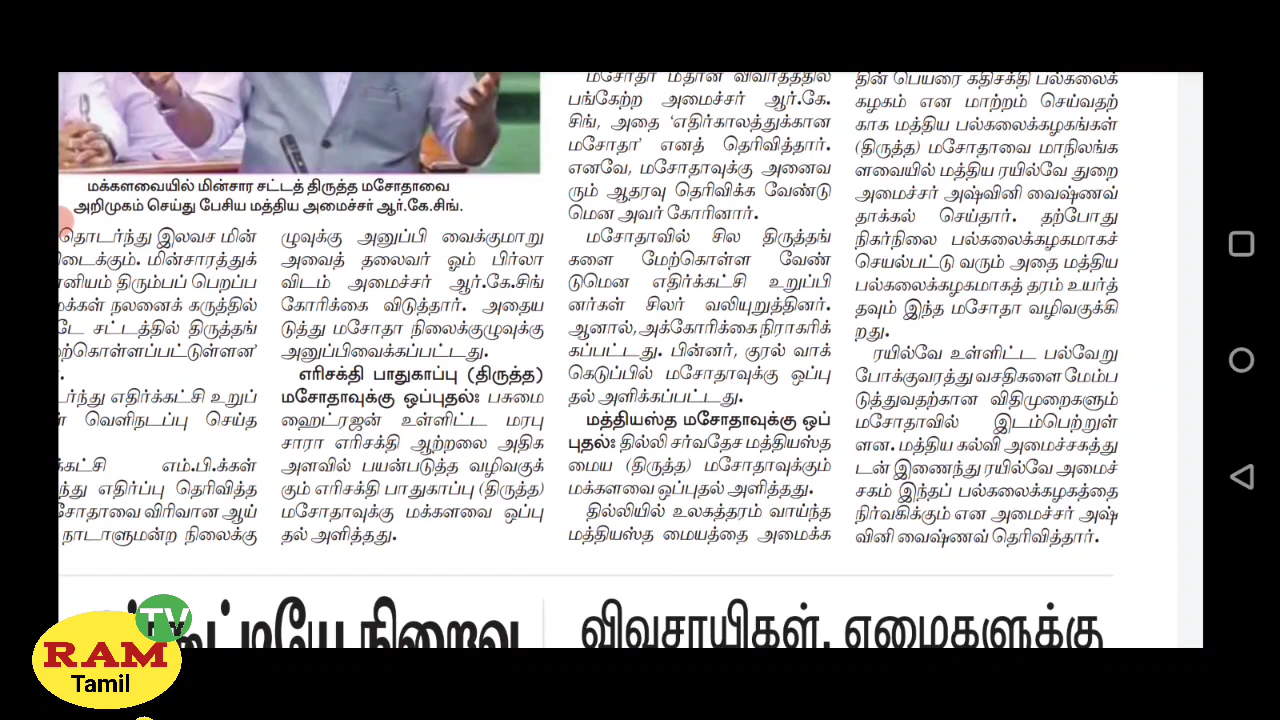 மக்களவையில் மின்சார சட்டத் திருத்த மசோதாவை
அறிமுகம் செய்து பேசிய மத்திய அமைச்சர் ஆர்.கே.சிங்.
தொடர்ந்து இலவச மின்
டைக்கும். மின்சாரத்துக்
னியம் திரும்பப் பெறப்ப
க்கள் நலனைக் கருத்தில்
டே சட்டத்தில் திருத்தங்
ற்கொள்ளப்பட்டுள்ளன'
ர்ந்து எதிர்க்கட்சி உறுப்
வெளிநடப்பு செய்த
க்கட்சி எம்.பி.க்கள்
ந்து எதிர்ப்பு தெரிவித்த
சோதாவை விரிவான ஆய்
நாடாளுமன்ற நிலைக்கு
ழுவுக்கு அனுப்பி வைக்குமாறு
அவைத் தலைவர் ஓம் பிர்லா
விடம் அமைச்சர் ஆர்.கே.சிங்
கோரிக்கை விடுத்தார். அதைய
டுத்து மசோதா நிலைக்குழுவுக்கு
அனுப்பிவைக்கப்பட்டது.
எரிசக்தி பாதுகாப்பு (திருத்த)
மசோதாவுக்கு ஒப்புதல்: பசுமை
ஹைட்ரஜன் உள்ளிட்ட மரபு
சாரா எரிசக்தி ஆற்றலை அதிக
அளவில் பயன்படுத்த வழிவகுக்
கும் எரிசக்தி பாதுகாப்பு (திருத்த)
மசோதாவுக்கு மக்களவை ஒப்பு
தல் அளித்தது.
மசோதா மீதான விவாதத்தில்
பங்கேற்ற அமைச்சர் ஆர்.கே.
சிங், அதை 'எதிர்காலத்துக்கான
மசோதா' எனத் தெரிவித்தார்.
எனவே, மசோதாவுக்கு அனைவ
ரும் ஆதரவு தெரிவிக்க வேண்டு
மென அவர் கோரினார்.
மசோதாவில் சில திருத்தங்
களை மேற்கொள்ள வேண்
டுமென எதிர்க்கட்சி உறுப்பி
னர்கள் சிலர் வலியுறுத்தினர்.
ஆனால், அக்கோரிக்கை நிராகரிக்
கப்பட்டது. பின்னர், குரல் வாக்
கெடுப்பில் மசோதாவுக்கு ஒப்பு
தல் அளிக்கப்பட்டது.
மத்தியஸ்த மசோதாவுக்கு ஒப்
புதல்: தில்லி சர்வதேச மத்தியஸ்த
மைய (திருத்த) மசோதாவுக்கும்
மக்களவை ஒப்புதல் அளித்தது.
தில்லியில் உலகத்தரம் வாய்ந்த
மத்தியஸ்த மையத்தை அமைக்க
தின் பெயரை கதிசக்தி பல்கலைக்
கழகம் என மாற்றம் செய்வதற்
காக மத்திய பல்கலைக்கழகங்கள்
(திருத்த) மசோதாவை மாநிலங்க
ளவையில் மத்திய ரயில்வே துறை
அமைச்சர் அஷ்வினி வைஷ்ணவ்
தாக்கல் செய்தார். தற்போது
நிகர்நிலை பல்கலைக்கழகமாகச்
செயல்பட்டு வரும் அதை மத்திய
பல்கலைக்கழகமாகத் தரம் உயர்த்
தவும் இந்த மசோதா வழிவகுக்கி
றது.
ரயில்வே உள்ளிட்ட பல்வேறு
போக்குவரத்து வசதிகளை மேம்ப
டுத்துவதற்கான விதிமுறைகளும்
மசோதாவில் இடம்பெற்றுள்
ளன. மத்திய கல்வி அமைச்சகத்து
டன் இணைந்து ரயில்வே அமைச்
சகம் இந்தப் பல்கலைக்கழகத்தை
நிர்வகிக்கும் என அமைச்சர் அஷ்
வினி வைஷ்ணவ் தெரிவித்தார்.
நிறைவு
விவசாயிகள், ஏழைகளுக்கு
TV
RAM
Tamil